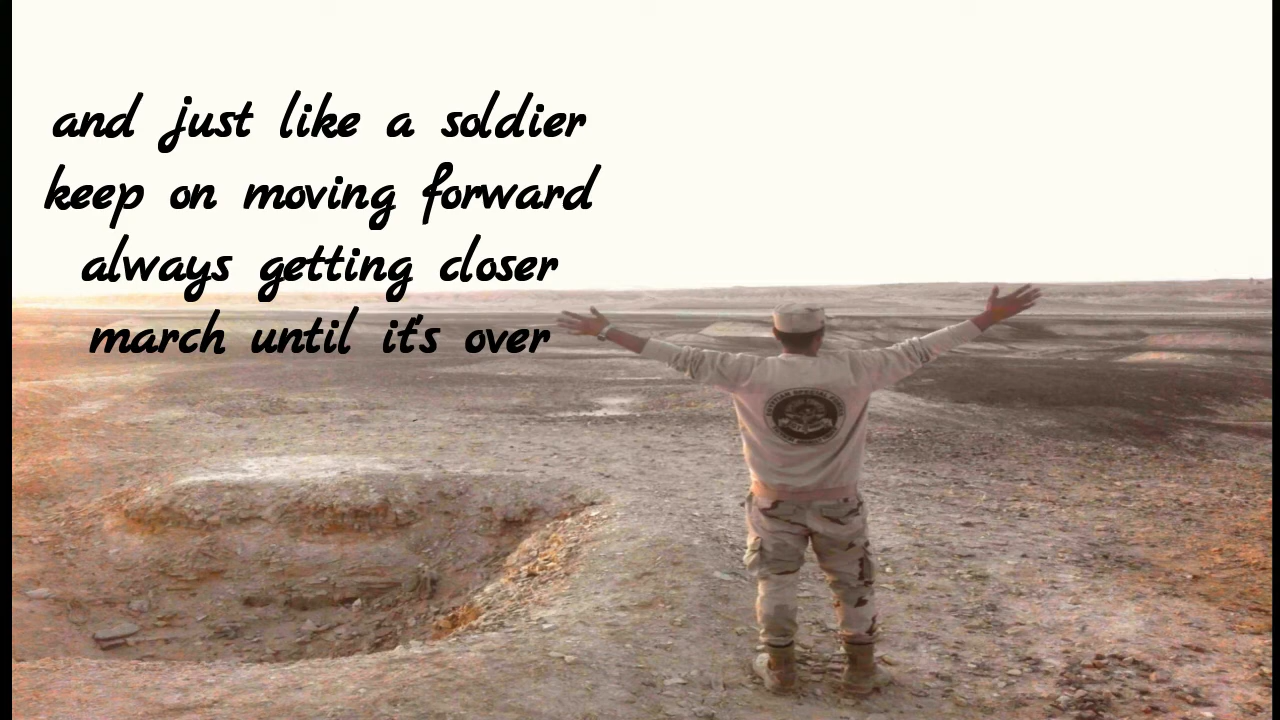 and just like a soldier
keep on moving forward
always getting closer
march until it's over